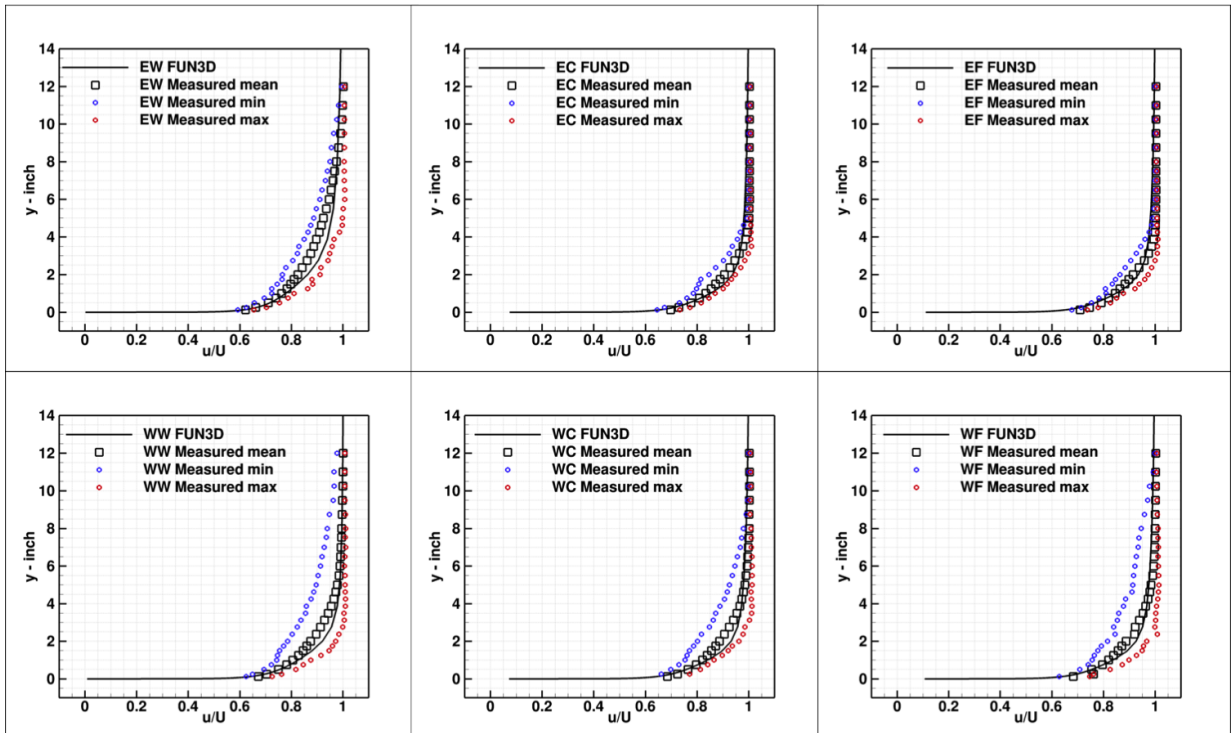 14
12
10
8
6
4
2
0
y - inch
EW FUN3D
EW Measured mean
EW Measured min
EW Measured max
0 0.2 0.4 0.6 0.8 1
u/U
14
12
10
8
6
4
2
0
y - inch
EC FUN3D
EC Measured mean
EC Measured min
EC Measured max
0 0.2 0.4 0.6 0.8 1
u/U
14
12
10
8
6
4
2
0
y - inch
EF FUN3D
EF Measured mean
EF Measured min
EF Measured max
0 0.2 0.4 0.6 0.8 1
u/U
14
12
10
8
6
4
2
0
y - inch
WW FUN3D
WW Measured mean
WW Measured min
WW Measured max
0 0.2 0.4 0.6 0.8 1
u/U
14
12
10
8
6
4
2
0
y - inch
WC FUN3D
WC Measured mean
WC Measured min
WC Measured max
0 0.2 0.4 0.6 0.8 1
u/U
14
12
10
8
6
4
2
0
y - inch
WF FUN3D
WF Measured mean
WF Measured min
WF Measured max
0 0.2 0.4 0.6 0.8 1
u/U